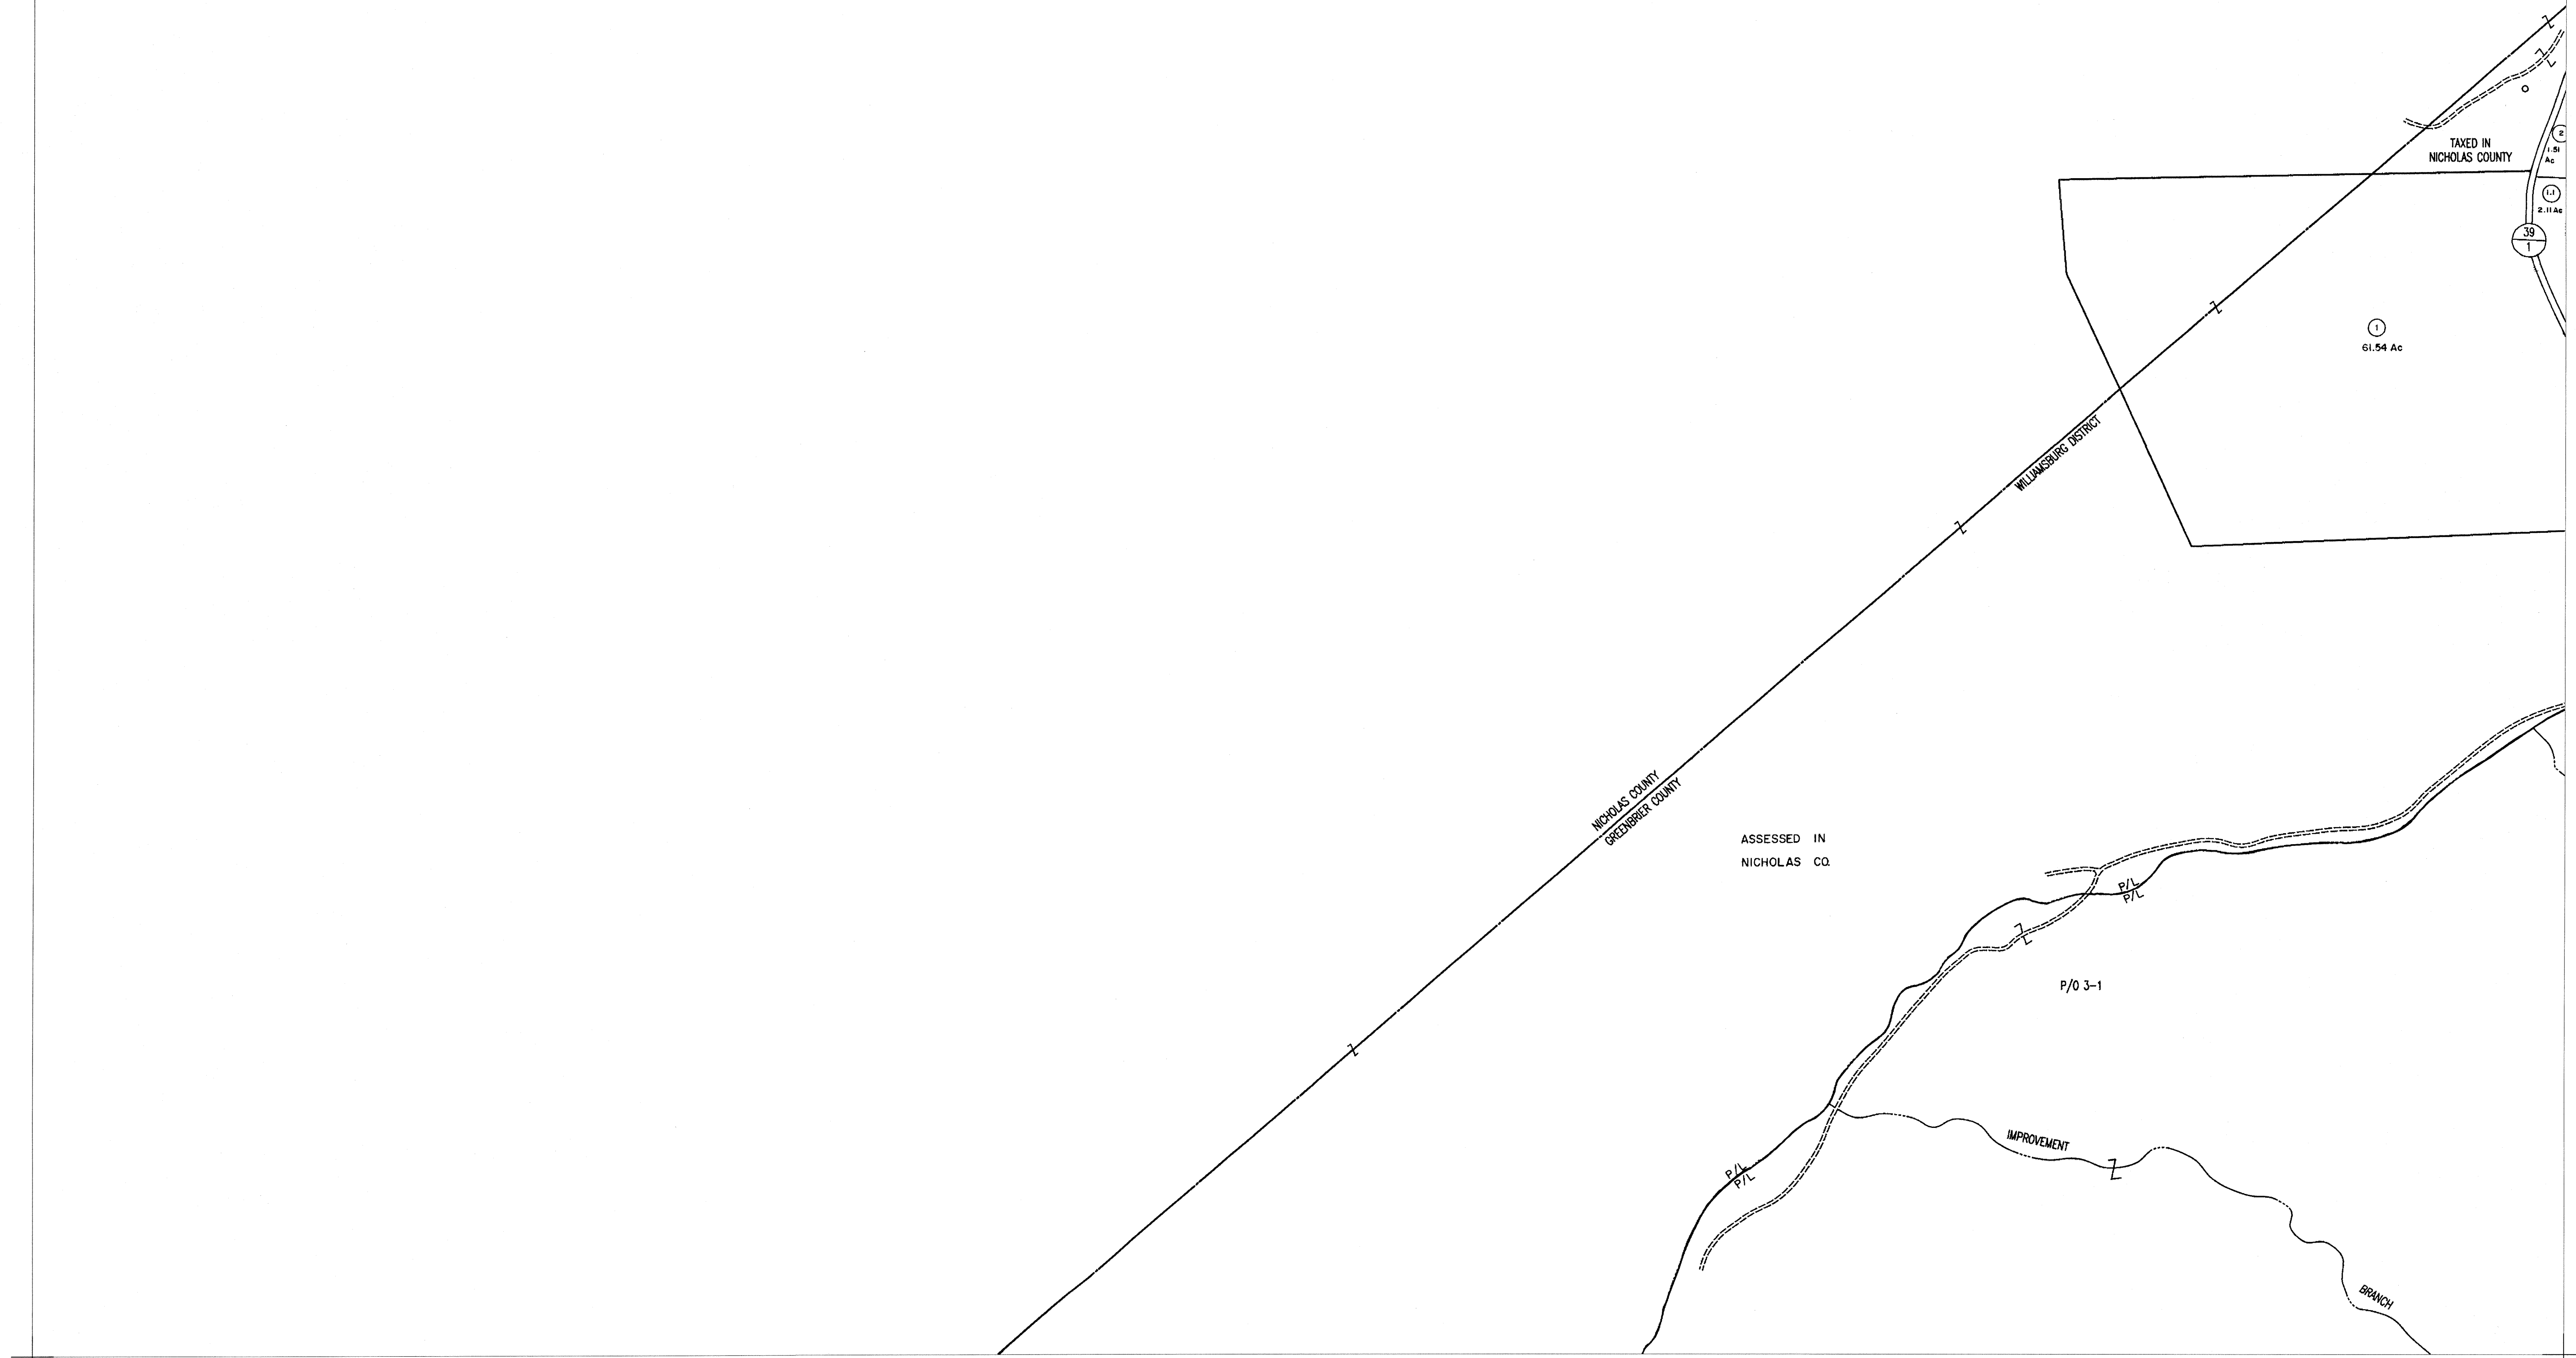 TAXED IN
NICHOLAS COUNTY
2
1.51
Ac
1.1
2.11 Ac
39
1
1
61.54 Ac
WILLIAMSBURG DISTRICT
NICHOLAS COUNTY
GREENBRIER COUNTY
ASSESSED IN
NICHOLAS CO.
P/L
P/L
P/O 3-1
IMPROVEMENT
P/L
P/L
BRANCH